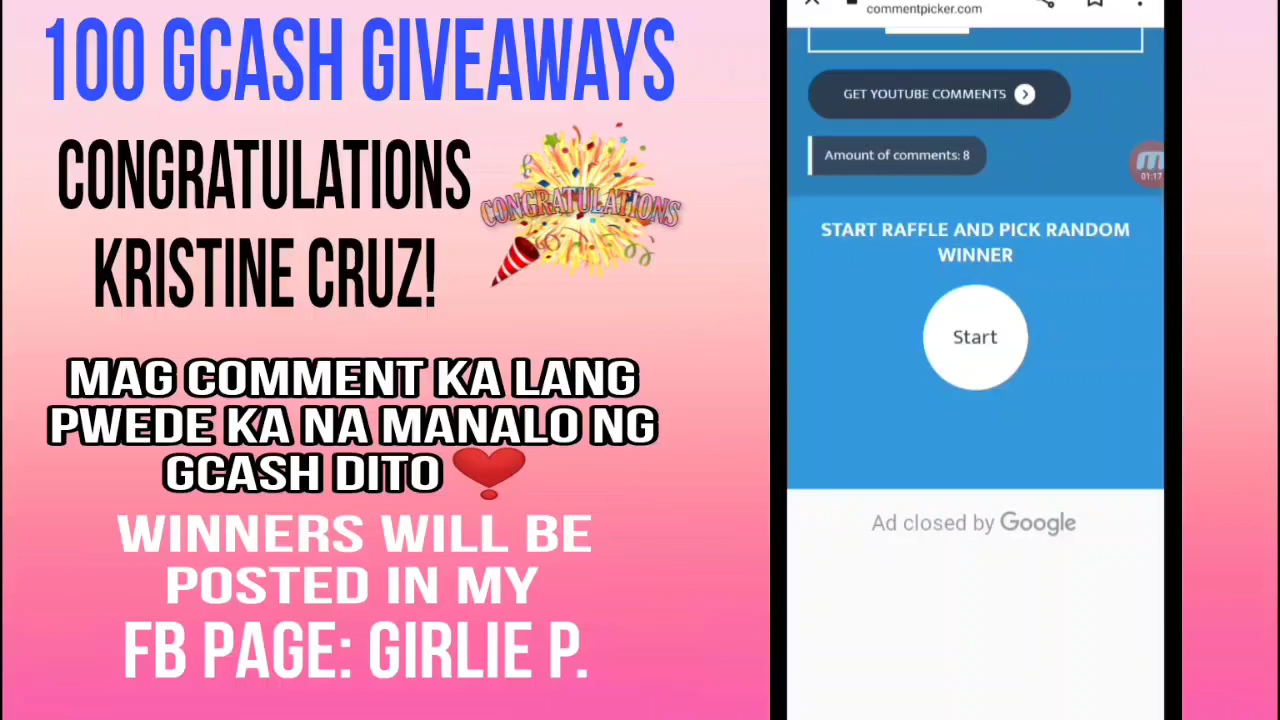 100 GCASH GIVEAWAYS
CONGRATULATIONS
KRISTINE CRUZ!
CONGRATULATIONS
MAG COMMENT KA LANG
PWEDE KA NA MANALO NG
GCASH DITO
WINNERS WILL BE
POSTED IN MY
FB PAGE: GIRLIE P.
commentpicker.com
GET YOUTUBE COMMENTS
Amount of comments: 8
01:17
START RAFFLE AND PICK RANDOM
WINNER
Start
Ad closed by Google